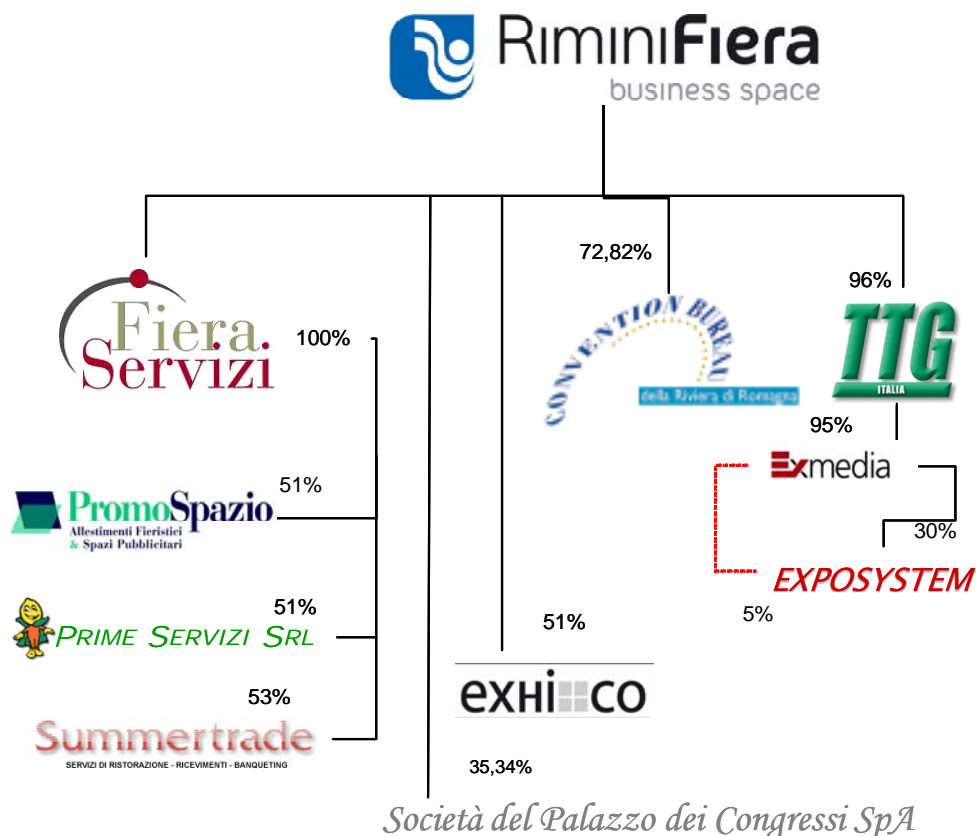 RiminiFiera
business space
72,82%
96%
Fiera
Servizi
100%
CONVENTION BUREAU
della Riviera di Romagna
TTG
ITALIA
95%
Exmedia
51%
PromoSpazio
Allestimenti Fieristici
& Spazi Pubblicitari
30%
EXPOSYSTEM
5%
51%
PRIME SERVIZI SRL
51%
53%
EXHiCO
Summertrade
SERVIZI DI RISTORAZIONE - RICEVIMENTI - BANQUETING
35,34%
Società del Palazzo dei Congressi SpA